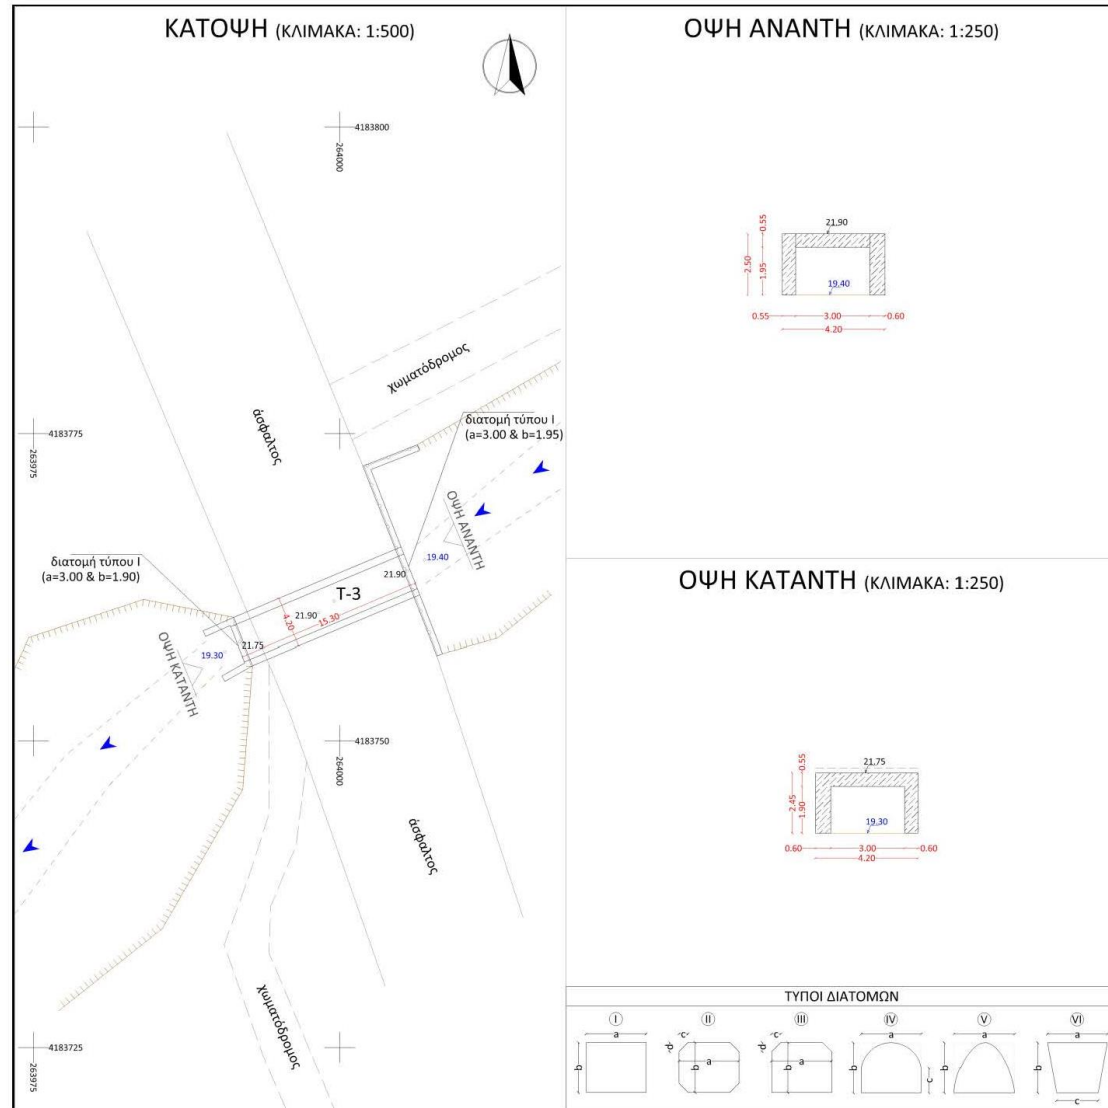 ΚΑΤΟΨΗ (ΚΛΙΜΑΚΑ: 1:500)
4183800
264000
χωματόδρομος
άσφαλτος
διατομή τύπου Ι
(a=3.00 & b=1.95)
4183775
263975
ΟΨΗ ΑΝΑΝΤΗ
19.40
21.90
διατομή τύπου Ι
(a=3.00 & b=1.90)
T-3
21.90
4.20
15.30
21.75
19.30
ΟΨΗ ΚΑΤΑΝΤΗ
4183750
264000
άσφαλτος
χωματόδρομος
4183725
263975
ΟΨΗ ΑΝΑΝΤΗ (ΚΛΙΜΑΚΑ: 1:250)
21.90
0.55
2.50
1.95
19.40
0.55
3.00
0.60
4.20
ΟΨΗ ΚΑΤΑΝΤΗ (ΚΛΙΜΑΚΑ: 1:250)
21.75
0.55
2.45
1.90
19.30
0.60
3.00
0.60
4.20
ΤΥΠΟΙ ΔΙΑΤΟΜΩΝ
I II III IV V VI
a c c a a a
d d
b b a b a b c b b
c